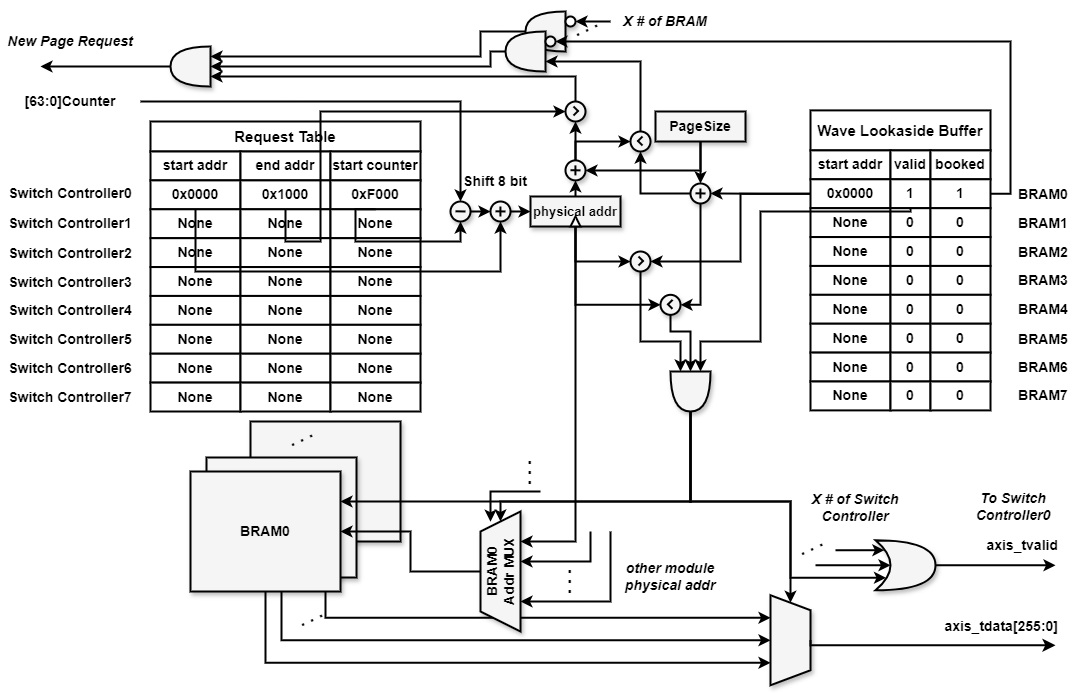 X # of BRAM
New Page Request
[63:0]Counter
PageSize
Request Table
start addr end addr start counter
Switch Controller0 0x0000 0x1000 0xF000
Switch Controller1 None None None
Switch Controller2 None None None
Switch Controller3 None None None
Switch Controller4 None None None
Switch Controller5 None None None
Switch Controller6 None None None
Switch Controller7 None None None
Shift 8 bit
− + physical addr
>
<
+
+
>
<
Wave Lookaside Buffer
start addr valid booked
0x0000 1 1 BRAM0
None 0 0 BRAM1
None 0 0 BRAM2
None 0 0 BRAM3
None 0 0 BRAM4
None 0 0 BRAM5
None 0 0 BRAM6
None 0 0 BRAM7
BRAM0
BRAM0
Addr MUX
other module
physical addr
X # of Switch
Controller
To Switch
Controller0
axis_tvalid
axis_tdata[255:0]